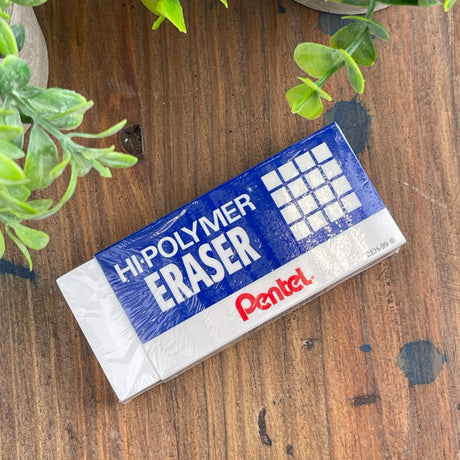 HI-POLYMER
ERASER
Pentel
ZEH-99